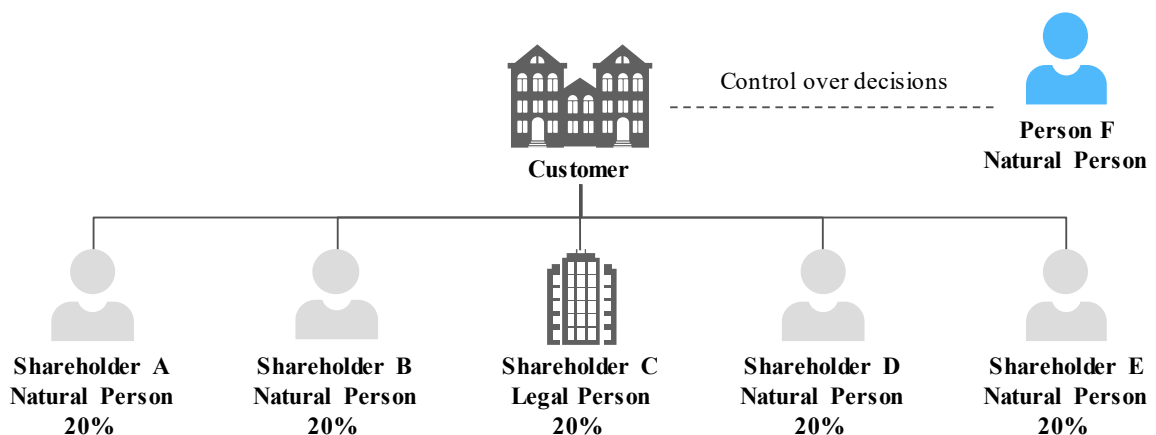 Control over decisions
Person F
Natural Person
Customer
Shareholder A
Natural Person
20%
Shareholder B
Natural Person
20%
Shareholder C
Legal Person
20%
Shareholder D
Natural Person
20%
Shareholder E
Natural Person
20%